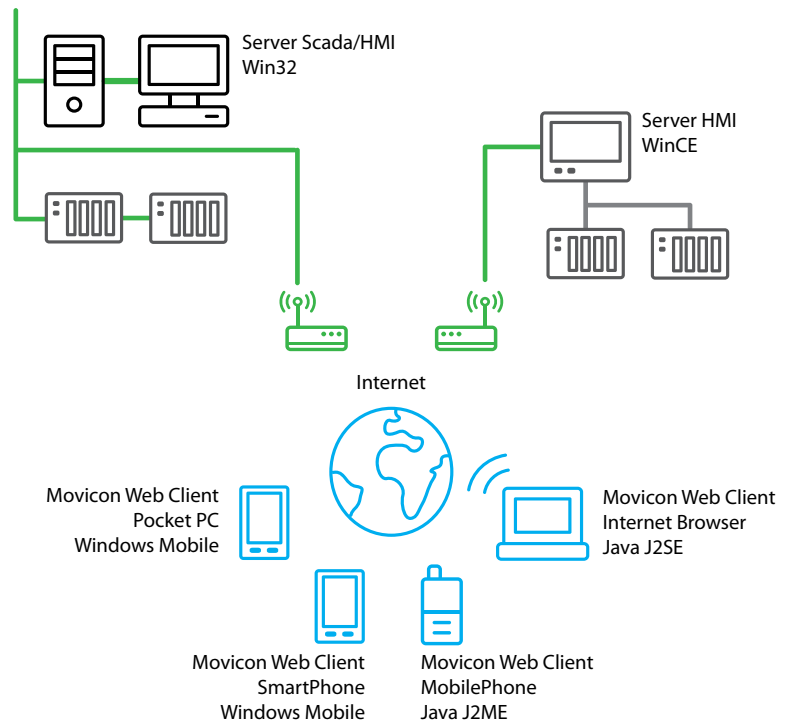 Server Scada/HMI
Win32
Server HMI
WinCE
Internet
Movicon Web Client
Pocket PC
Windows Mobile
Movicon Web Client
Internet Browser
Java J2SE
Movicon Web Client
SmartPhone
Windows Mobile
Movicon Web Client
MobilePhone
Java J2ME